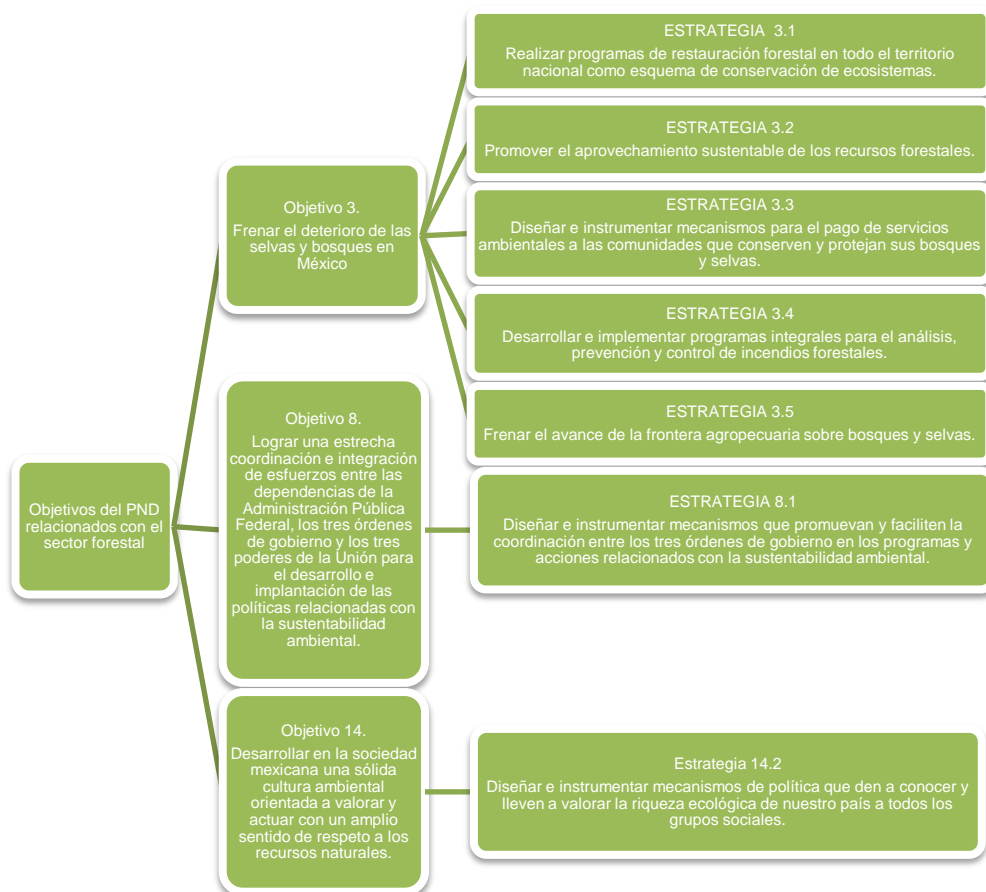 Objetivos del PND
relacionados con el
sector forestal
Objetivo 3.
Frenar el deterioro de las
selvas y bosques en
México
ESTRATEGIA  3.1
Realizar programas de restauración forestal en todo el territorio
nacional como esquema de conservación de ecosistemas.
ESTRATEGIA 3.2
Promover el aprovechamiento sustentable de los recursos forestales.
ESTRATEGIA 3.3
Diseñar e instrumentar mecanismos para el pago de servicios
ambientales a las comunidades que conserven y protejan sus bosques
y selvas.
ESTRATEGIA 3.4
Desarrollar e implementar programas integrales para el análisis,
prevención y control de incendios forestales.
ESTRATEGIA 3.5
Frenar el avance de la frontera agropecuaria sobre bosques y selvas.
Objetivo 8.
Lograr una estrecha
coordinación e integración
de esfuerzos entre las
dependencias de la
Administración Pública
Federal, los tres órdenes
de gobierno y los tres
poderes de la Unión para
el desarrollo e
implantación de las
políticas relacionadas con
la sustentabilidad
ambiental.
ESTRATEGIA 8.1
Diseñar e instrumentar mecanismos que promuevan y faciliten la
coordinación entre los tres órdenes de gobierno en los programas y
acciones relacionados con la sustentabilidad ambiental.
Objetivo 14.
Desarrollar en la sociedad
mexicana una sólida
cultura ambiental
orientada a valorar y
actuar con un amplio
sentido de respeto a los
recursos naturales.
Estrategia 14.2
Diseñar e instrumentar mecanismos de política que den a conocer y
lleven a valorar la riqueza ecológica de nuestro país a todos los
grupos sociales.